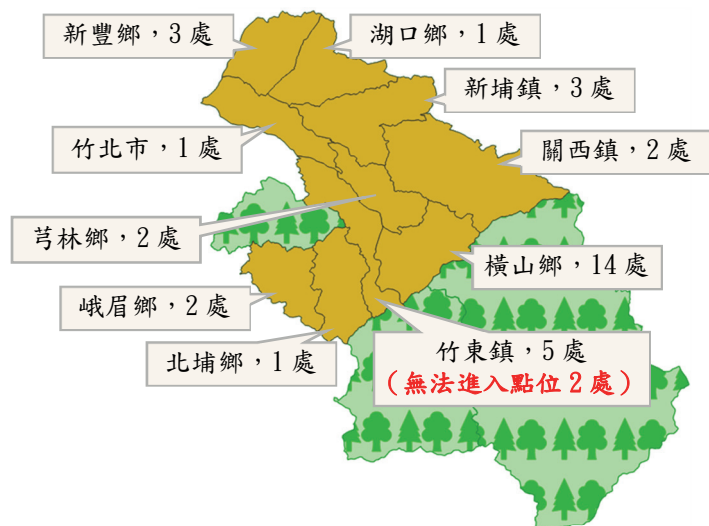 新豐鄉，3 處
湖口鄉，1 處
新埔鎮，3 處
竹北市，1 處
關西鎮，2 處
芎林鄉，2 處
橫山鄉，14 處
峨眉鄉，2 處
北埔鄉，1 處
竹東鎮，5 處
（無法進入點位 2 處）